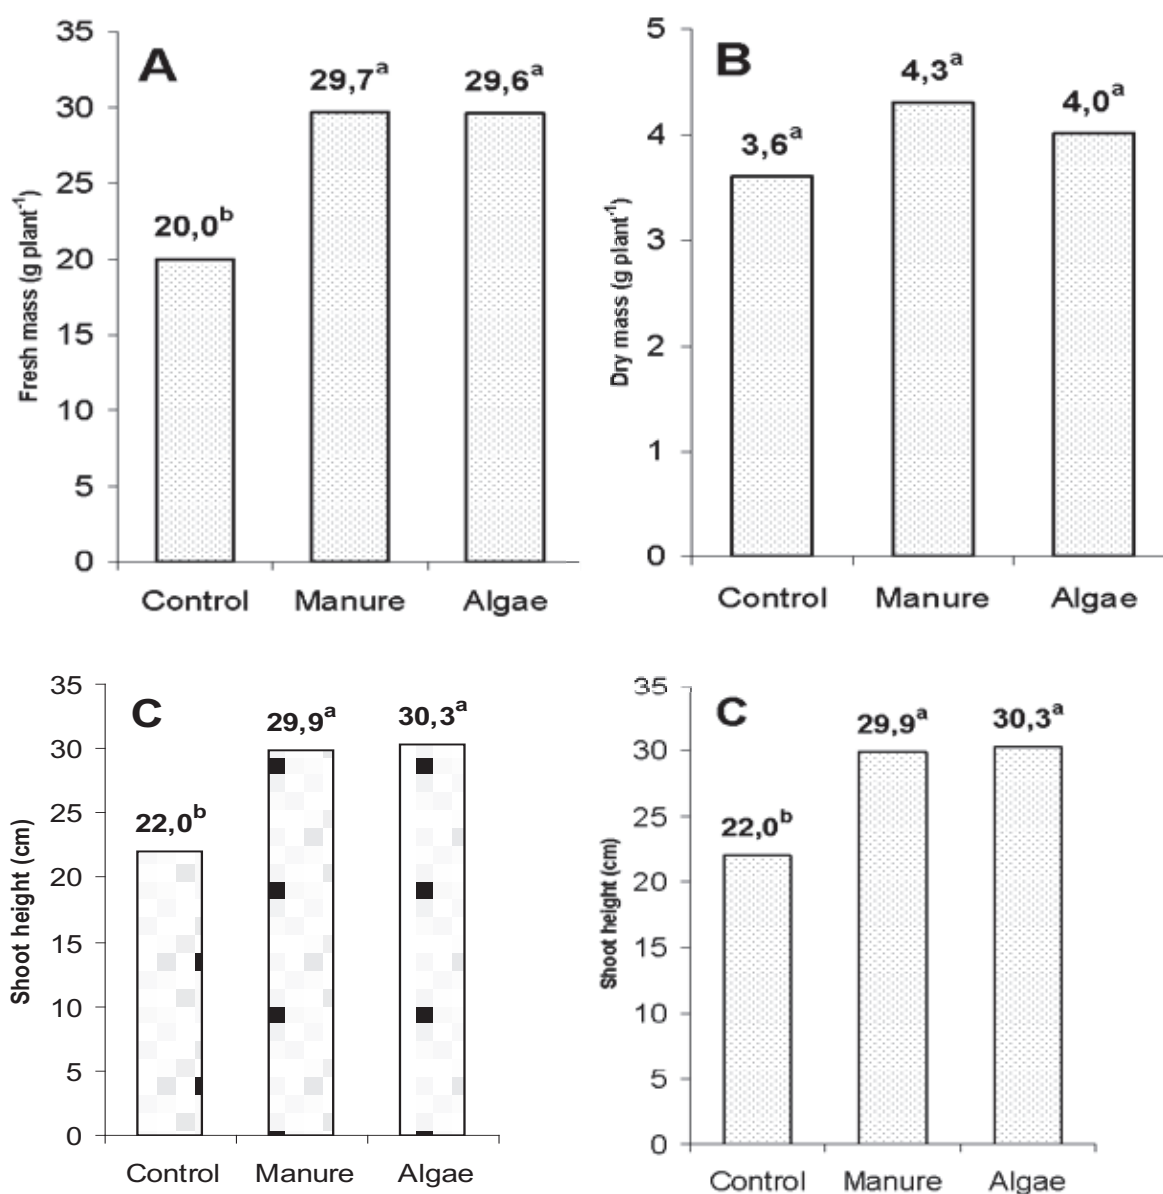 A
Fresh mass (g plant-1)
35
30
25
20
15
10
5
0
20,0b
29,7a
29,6a
Control Manure Algae
B
Dry mass (g plant-1)
5
4
3
2
1
0
3,6a
4,3a
4,0a
Control Manure Algae
C
Shoot height (cm)
35
30
25
20
15
10
5
0
22,0b
29,9a
30,3a
Control Manure Algae
C
Shoot height (cm)
35
30
25
20
15
10
5
0
22,0b
29,9a
30,3a
Control Manure Algae